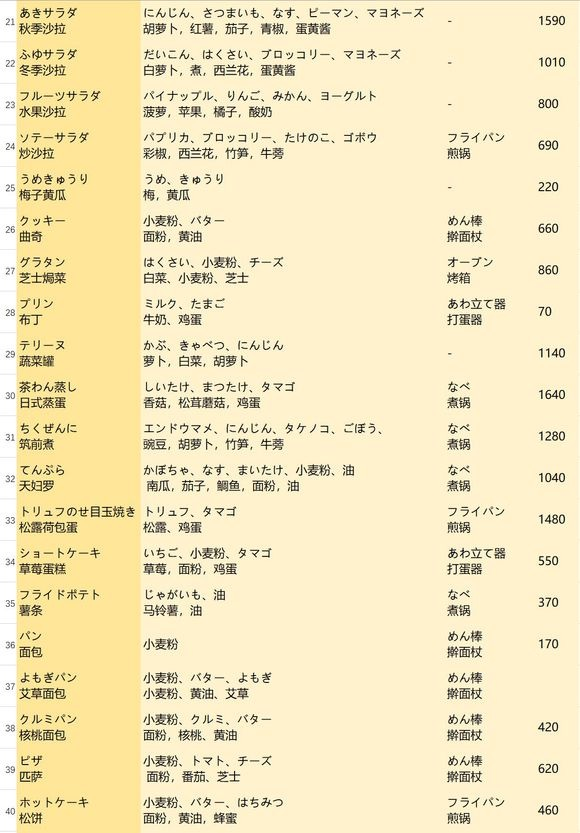 21
あきサラダ
秋季沙拉
にんじん、さつまいも、なす、ピーマン、マヨネーズ
胡萝卜，红薯，茄子，青椒，蛋黄酱
-
1590
22
ふゆサラダ
冬季沙拉
だいこん、はくさい、ブロッコリー、マヨネーズ
白萝卜，煮，西兰花，蛋黄酱
-
1010
23
フルーツサラダ
水果沙拉
パイナップル、りんご、みかん、ヨーグルト
菠萝，苹果，橘子，酸奶
-
800
24
ソテーサラダ
炒沙拉
パプリカ、ブロッコリー、たけのこ、ゴボウ
彩椒，西兰花，竹笋，牛蒡
フライパン
煎锅
690
25
うめきゅうり
梅子黄瓜
うめ、きゅうり
梅，黄瓜
-
220
26
クッキー
曲奇
小麦粉、バター
面粉，黄油
めん棒
擀面杖
660
27
グラタン
芝士焗菜
はくさい、小麦粉、チーズ
白菜、小麦粉、芝士
オーブン
烤箱
860
28
プリン
布丁
ミルク、たまご
牛奶、鸡蛋
あわ立て器
打蛋器
70
29
テリーヌ
蔬菜罐
かぶ、きゃべつ、にんじん
萝卜，白菜，胡萝卜
-
1140
30
茶わん蒸し
日式蒸蛋
しいたけ、まつたけ、タマゴ
香菇，松茸蘑菇，鸡蛋
なべ
煮锅
1640
31
ちくぜんに
筑前煮
エンドウマメ、にんじん、タケノコ、ごぼう、
豌豆，胡萝卜，竹笋，牛蒡
なべ
煮锅
1280
32
てんぷら
天妇罗
かぼちゃ、なす、まいたけ、小麦粉、油
南瓜，茄子，鲷鱼，面粉，油
なべ
煮锅
1040
33
トリュフのせ目玉焼き
松露荷包蛋
トリュフ、タマゴ
松露、鸡蛋
フライパン
煎锅
1480
34
ショートケーキ
草莓蛋糕
いちご、小麦粉、タマゴ
草莓，面粉，鸡蛋
あわ立て器
打蛋器
550
35
フライドポテト
薯条
じゃがいも、油
马铃薯，油
なべ
煮锅
370
36
パン
面包
小麦粉
めん棒
擀面杖
170
37
よもぎパン
艾草面包
小麦粉、バター、よもぎ
小麦粉、黄油、艾草
めん棒
擀面杖
38
クルミパン
核桃面包
小麦粉、クルミ、バター
面粉，核桃、黄油
めん棒
擀面杖
420
39
ピザ
匹萨
小麦粉、トマト、チーズ
面粉，番茄、芝士
めん棒
擀面杖
620
40
ホットケーキ
松饼
小麦粉、バター、はちみつ
面粉，黄油，蜂蜜
フライパン
煎锅
460